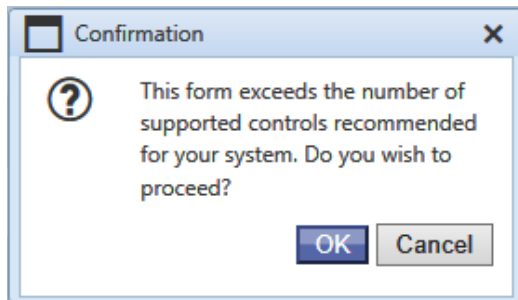 Confirmation
This form exceeds the number of
supported controls recommended
for your system. Do you wish to
proceed?
OK Cancel